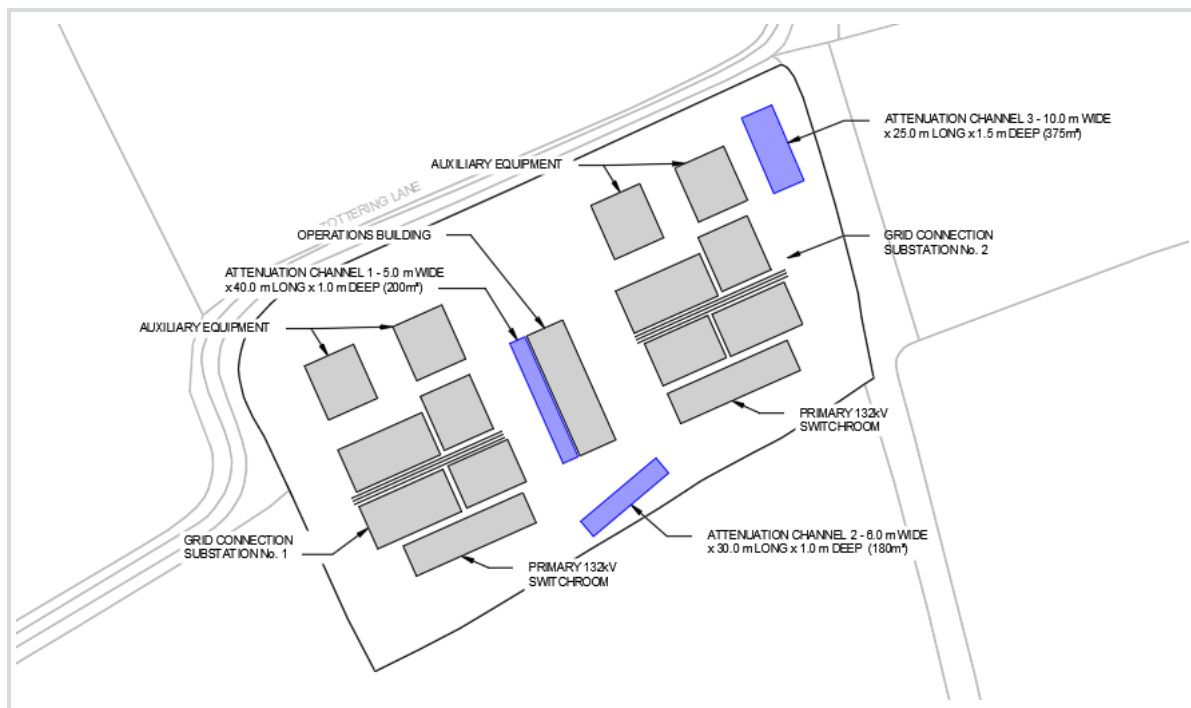 ATTENUATION CHANNEL 3 - 10.0 m WIDE
x 25.0 m LONG x 1.5 m DEEP (375m³)
AUXILIARY EQUIPMENT
TOTTERING LANE
OPERATIONS BUILDING
GRID CONNECTION
SUBSTATION No. 2
ATTENUATION CHANNEL 1 - 5.0 m WIDE
x 40.0 m LONG x 1.0 m DEEP (200m³)
AUXILIARY EQUIPMENT
PRIMARY 132kV
SWITCHROOM
GRID CONNECTION
SUBSTATION No. 1
ATTENUATION CHANNEL 2 - 6.0 m WIDE
x 30.0 m LONG x 1.0 m DEEP (180m³)
PRIMARY 132kV
SWITCHROOM